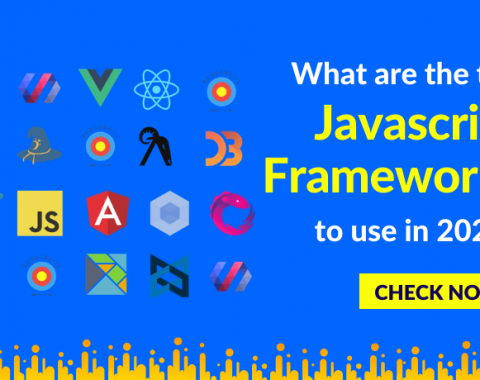 What are the t
Javascri
Framewor
to use in 202
CHECK NO
JS